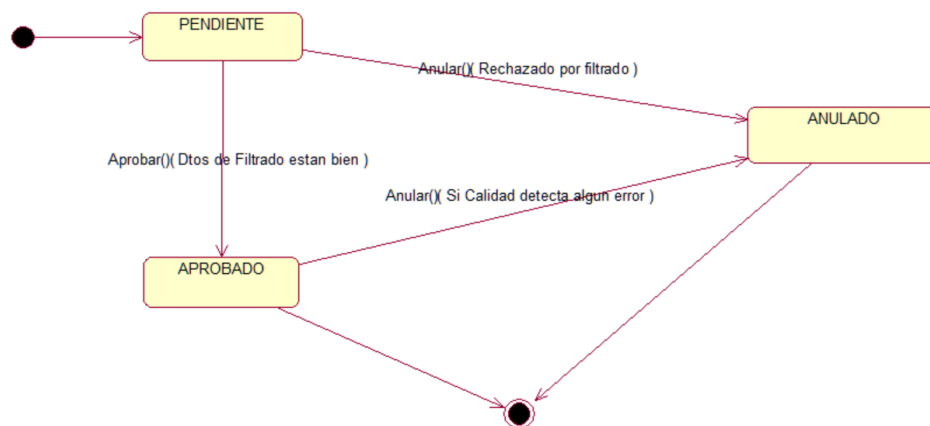 PENDIENTE
Anular()( Rechazado por filtrado )
ANULADO
Aprobar()( Dtos de Filtrado estan bien )
Anular()( Si Calidad detecta algun error )
APROBADO